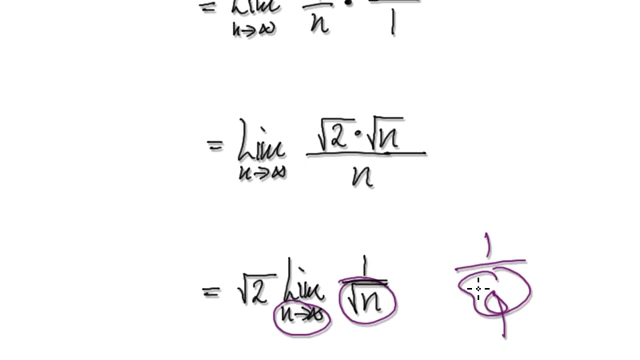 = lim n→∞ /n · /1
= lim n→∞ √2·√n / n
= √2 lim n→∞ 1/√n 1/